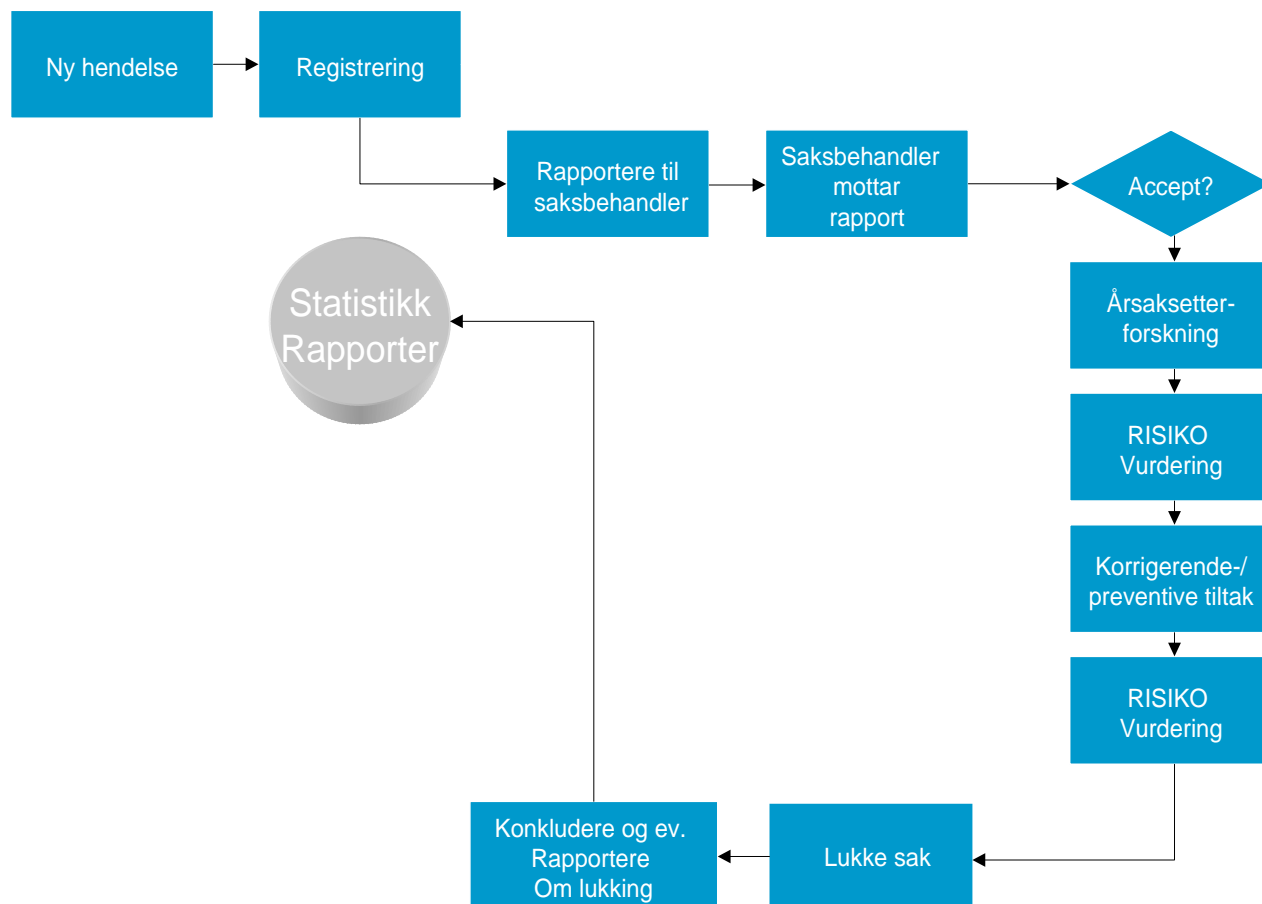 Ny hendelse
Registrering
Rapportere til
saksbehandler
Saksbehandler
mottar
rapport
Accept?
Årsaksetter-
forskning
RISIKO
Vurdering
Korrigerende-/
preventive tiltak
RISIKO
Vurdering
Lukke sak
Konkludere og ev.
Rapportere
Om lukking
Statistikk
Rapporter